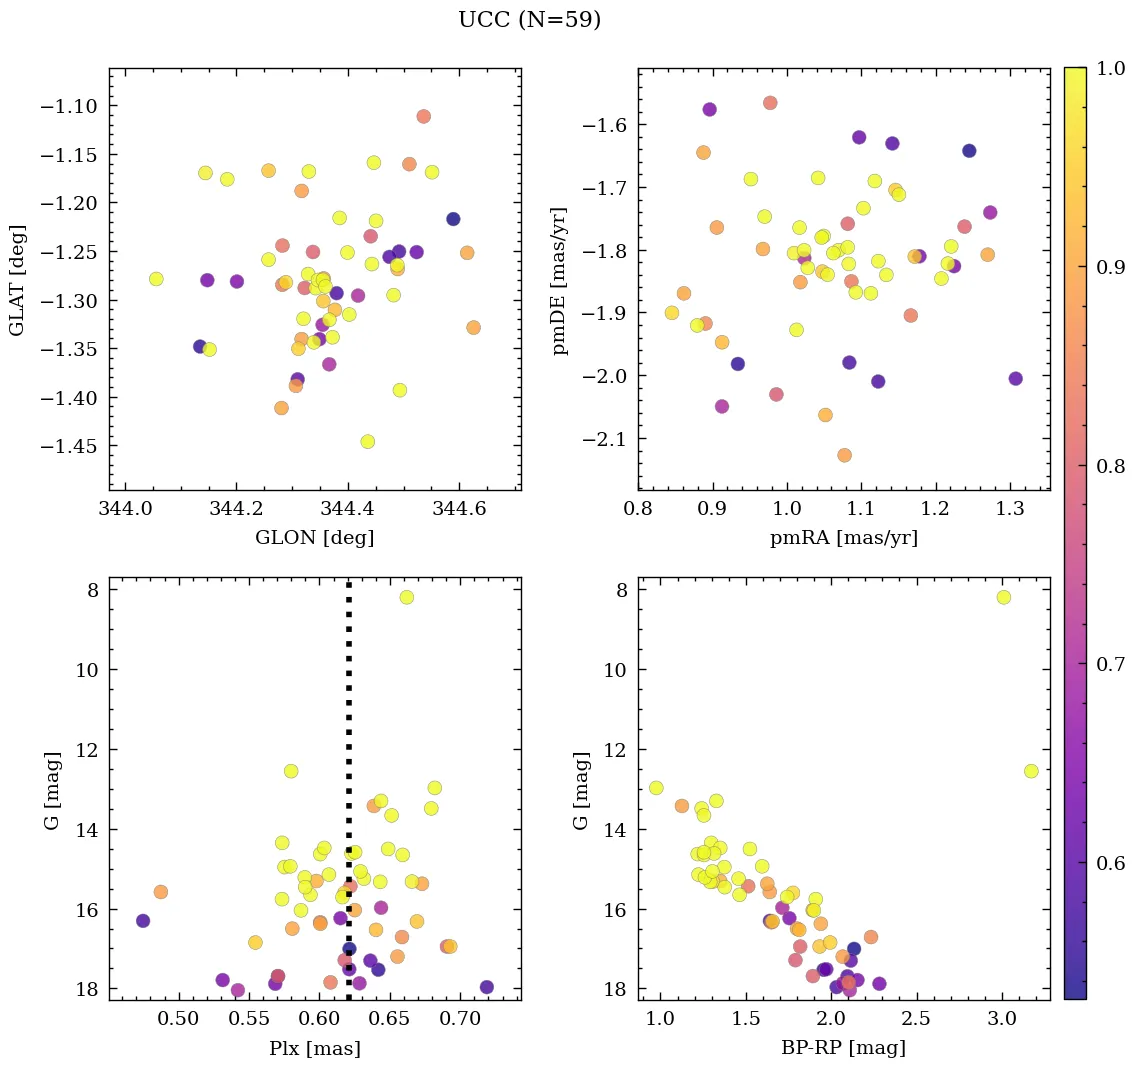 UCC (N=59)
−1.10
−1.15
−1.20
−1.25
−1.30
−1.35
−1.40
−1.45
GLAT [deg]
344.0 344.2 344.4 344.6
GLON [deg]
−1.6
−1.7
−1.8
−1.9
−2.0
−2.1
pmDE [mas/yr]
0.8 0.9 1.0 1.1 1.2 1.3
pmRA [mas/yr]
1.0
0.9
0.8
0.7
0.6
8
10
12
14
16
18
G [mag]
0.50 0.55 0.60 0.65 0.70
Plx [mas]
8
10
12
14
16
18
G [mag]
1.0 1.5 2.0 2.5 3.0
BP-RP [mag]